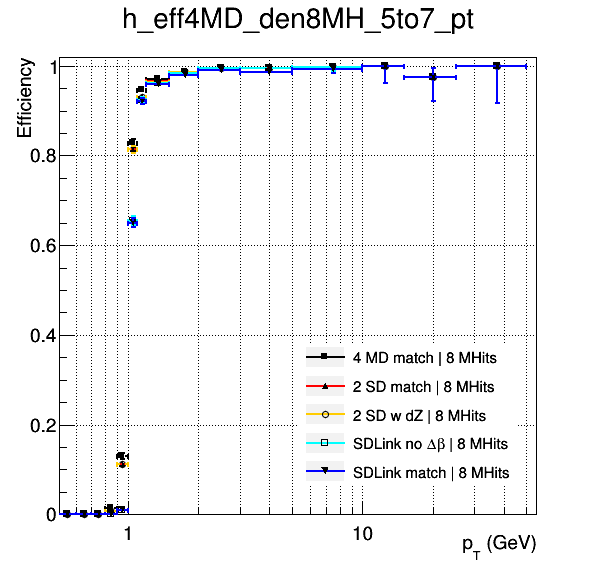 h_eff4MD_den8MH_5to7_pt
Efficiency
1
0.8
0.6
0.4
0.2
0
4 MD match | 8 MHits
2 SD match | 8 MHits
2 SD w dZ | 8 MHits
SDLink no Δβ | 8 MHits
SDLink match | 8 MHits
1
10
p_T (GeV)